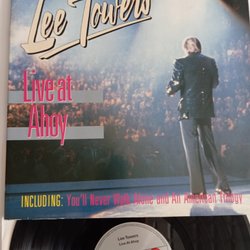 Lee Towers
Live at
Ahoy
INCLUDING: You'll Never Walk Alone and An American Trilogy
Lee Towers
Live At Ahoy